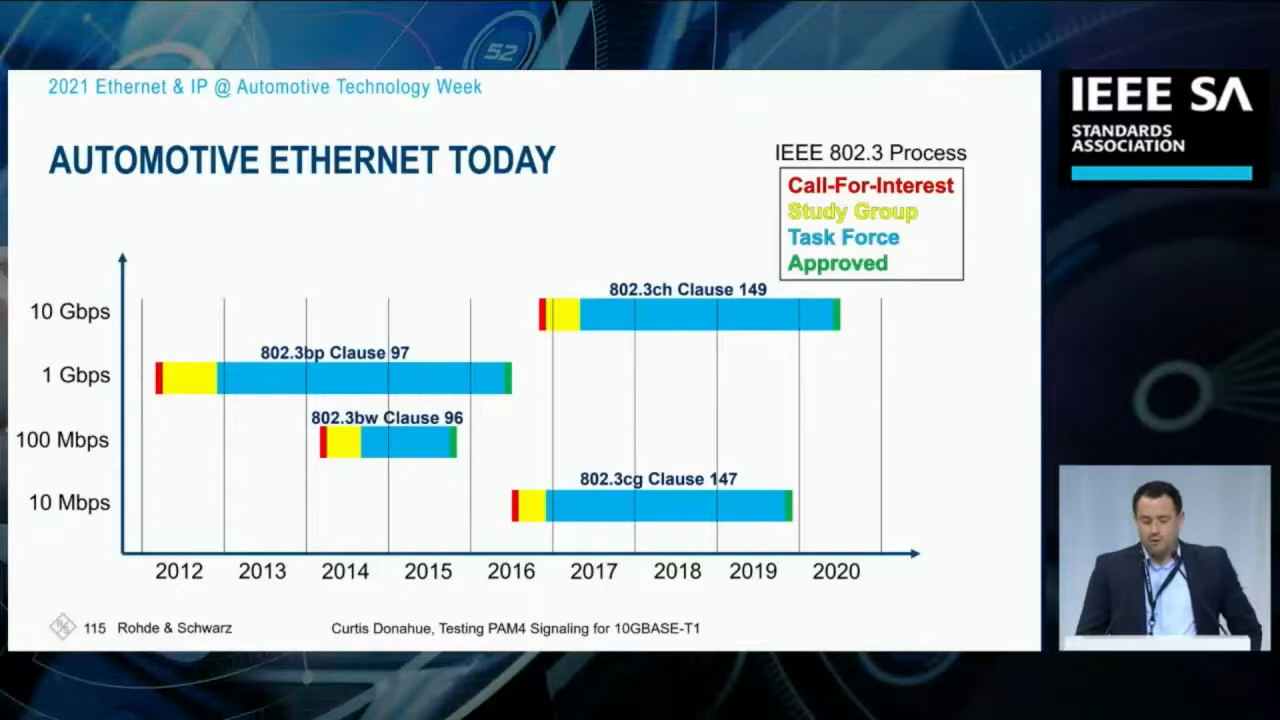 52
2021 Ethernet & IP @ Automotive Technology Week
IEEE SA
STANDARDS
ASSOCIATION
AUTOMOTIVE ETHERNET TODAY
IEEE 802.3 Process
Call-For-Interest
Study Group
Task Force
Approved
802.3ch Clause 149
10 Gbps
802.3bp Clause 97
1 Gbps
802.3bw Clause 96
100 Mbps
802.3cg Clause 147
10 Mbps
2012 2013 2014 2015 2016 2017 2018 2019 2020
115 Rohde & Schwarz
Curtis Donahue, Testing PAM4 Signaling for 10GBASE-T1